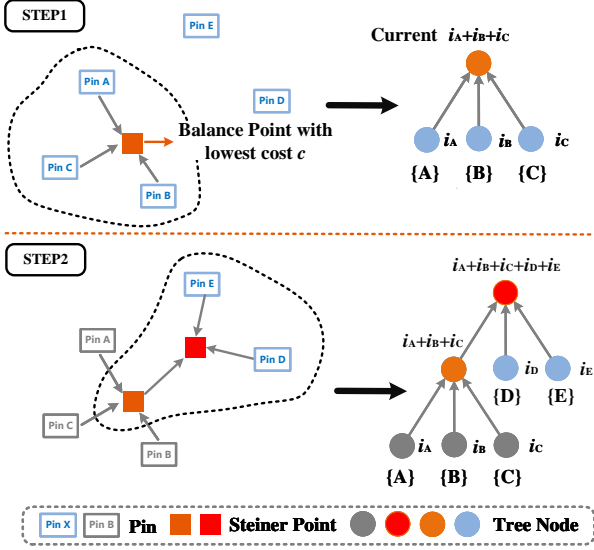 STEP1
Pin E
Pin A
Pin D
Pin C
Pin B
Balance Point with
lowest cost c
Current iA+iB+iC
iA
iB
iC
{A}
{B}
{C}
STEP2
Pin E
Pin A
Pin D
Pin C
Pin B
iA+iB+iC+iD+iE
iA+iB+iC
iD
iE
{D}
{E}
iA
iB
iC
{A}
{B}
{C}
Pin X
Pin B
Pin
Steiner Point
Tree Node